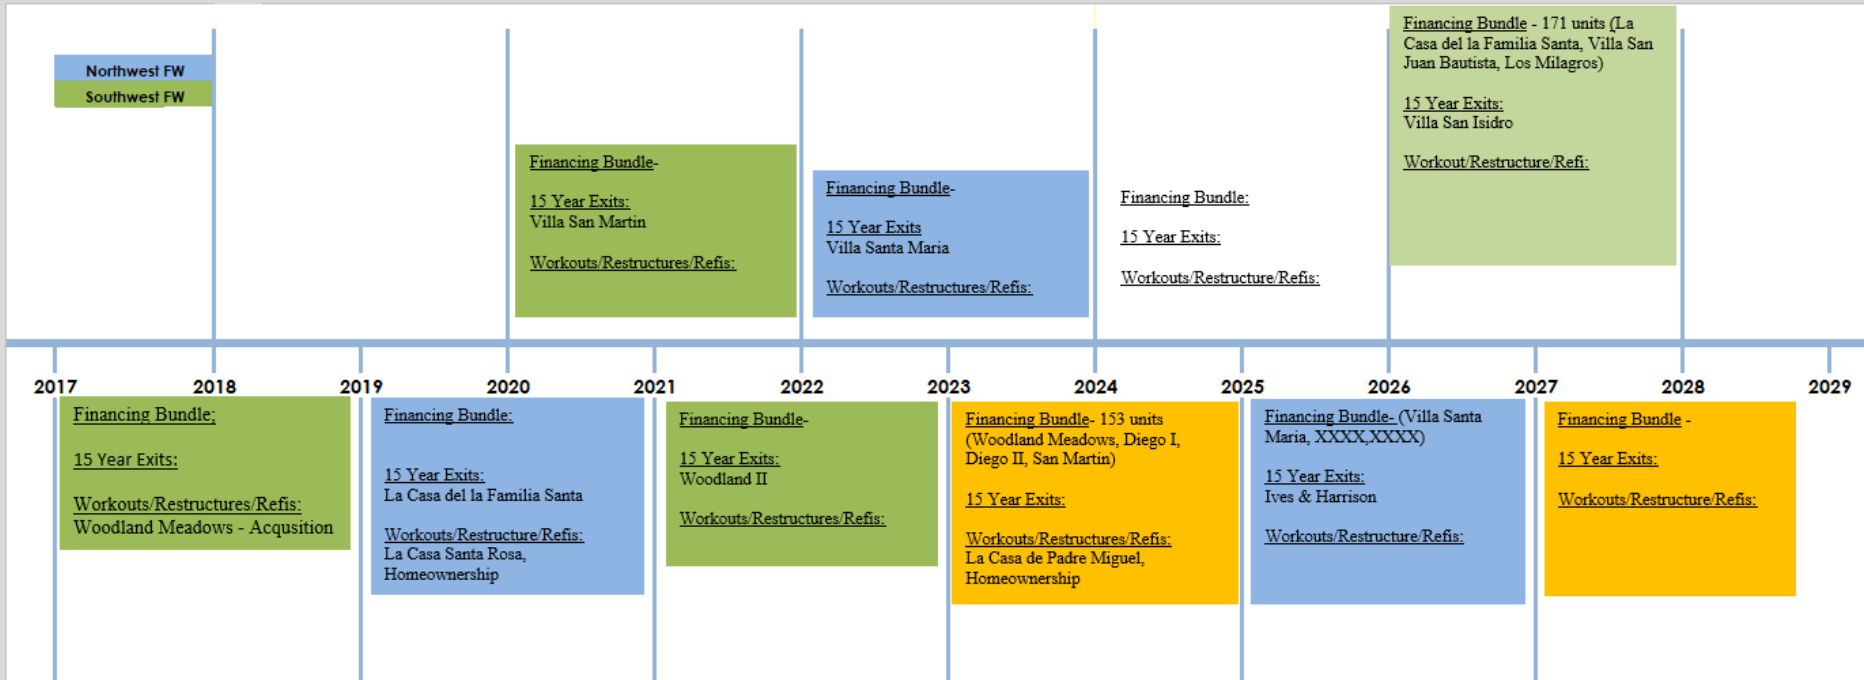 Northwest FW
Southwest FW
Financing Bundle-
15 Year Exits:
Villa San Martin
Workouts/Restructures/Refis:
Financing Bundle-
15 Year Exits
Villa Santa Maria
Workouts/Restructures/Refis:
Financing Bundle:
15 Year Exits:
Workouts/Restructure/Refis:
Financing Bundle - 171 units (La
Casa del la Familia Santa, Villa San
Juan Bautista, Los Milagros)
15 Year Exits:
Villa San Isidro
Workout/Restructure/Refi:
2017 2018 2019 2020 2021 2022 2023 2024 2025 2026 2027 2028 2029
Financing Bundle;
15 Year Exits:
Workouts/Restructures/Refis:
Woodland Meadows - Acqusition
Financing Bundle:
15 Year Exits:
La Casa del la Familia Santa
Workouts/Restructure/Refis:
La Casa Santa Rosa,
Homeownership
Financing Bundle-
15 Year Exits:
Woodland II
Workouts/Restructures/Refis:
Financing Bundle- 153 units
(Woodland Meadows, Diego I,
Diego II, San Martin)
15 Year Exits:
Workouts/Restructures/Refis:
La Casa de Padre Miguel,
Homeownership
Financing Bundle- (Villa Santa
Maria, XXXX,XXXX)
15 Year Exits:
Ives & Harrison
Workouts/Restructure/Refis:
Financing Bundle -
15 Year Exits:
Workouts/Restructure/Refis: